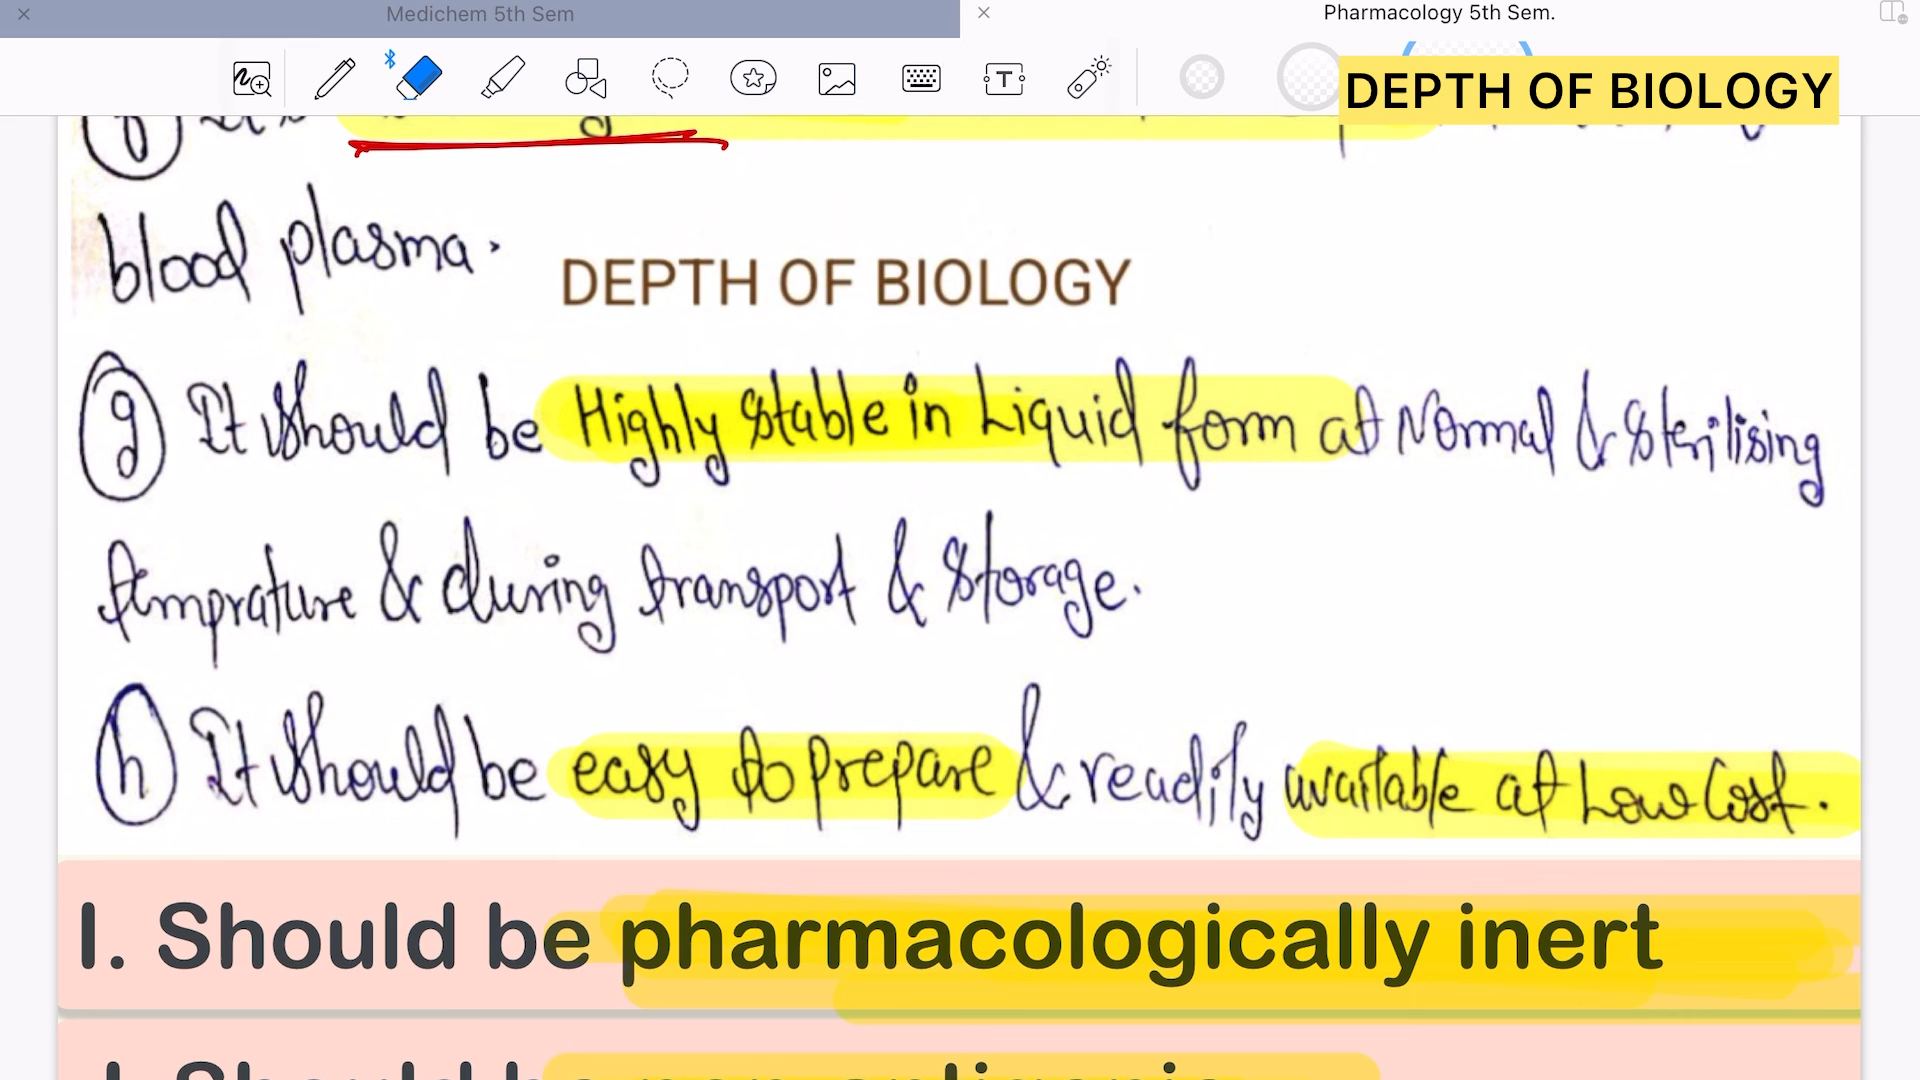 Medichem 5th Sem
Pharmacology 5th Sem.
DEPTH OF BIOLOGY
blood plasma.
DEPTH OF BIOLOGY
g It should be Highly stable in Liquid form at Normal & sterilising
temprature & during transport & storage.
h It should be easy to prepare & readily available at Low Cost.
I. Should be pharmacologically inert